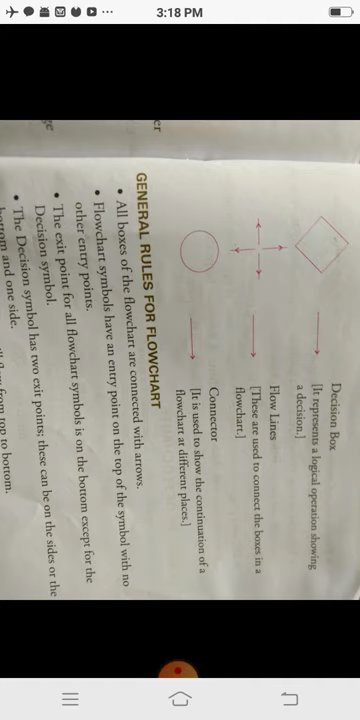 3:18 PM
er
ge
Decision Box
[It represents a logical operation showing
a decision.]
Flow Lines
[These are used to connect the boxes in a
flowchart.]
Connector
[It is used to show the continuation of a
flowchart at different places.]
GENERAL RULES FOR FLOWCHART
• All boxes of the flowchart are connected with arrows.
• Flowchart symbols have an entry point on the top of the symbol with no
other entry points.
• The exit point for all flowchart symbols is on the bottom except for the
Decision symbol.
• The Decision symbol has two exit points; these can be on the sides or the
bottom and one side.
flow from top to bottom.